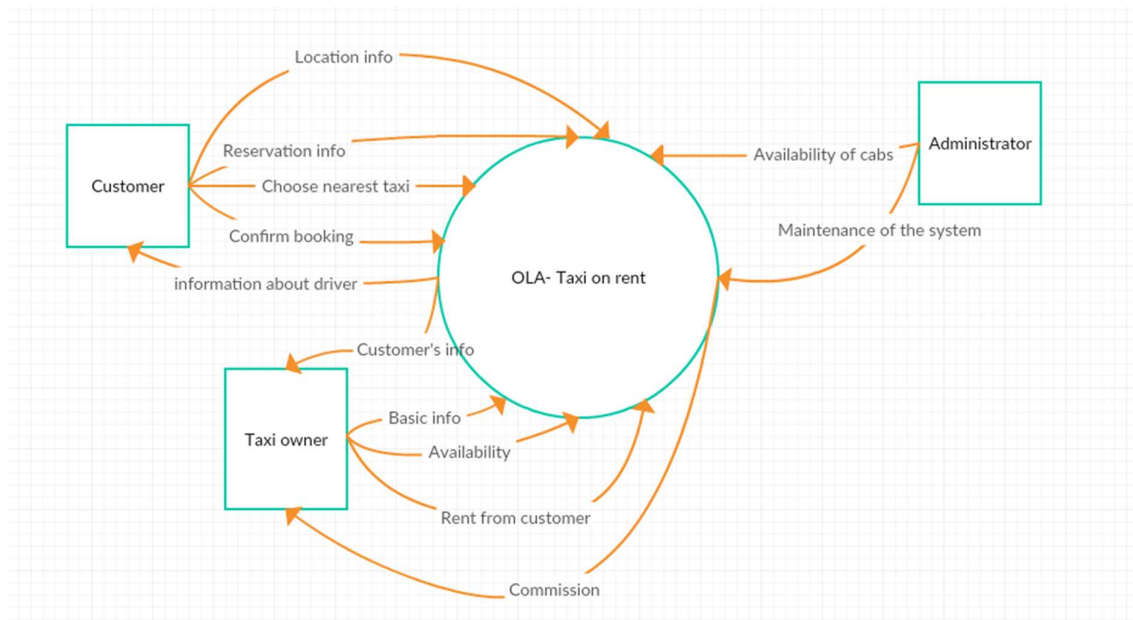 Location info
Reservation info
Availability of cabs
Administrator
Customer
Choose nearest taxi
Confirm booking
Maintenance of the system
information about driver
OLA- Taxi on rent
Customer's info
Basic info
Taxi owner
Availability
Rent from customer
Commission